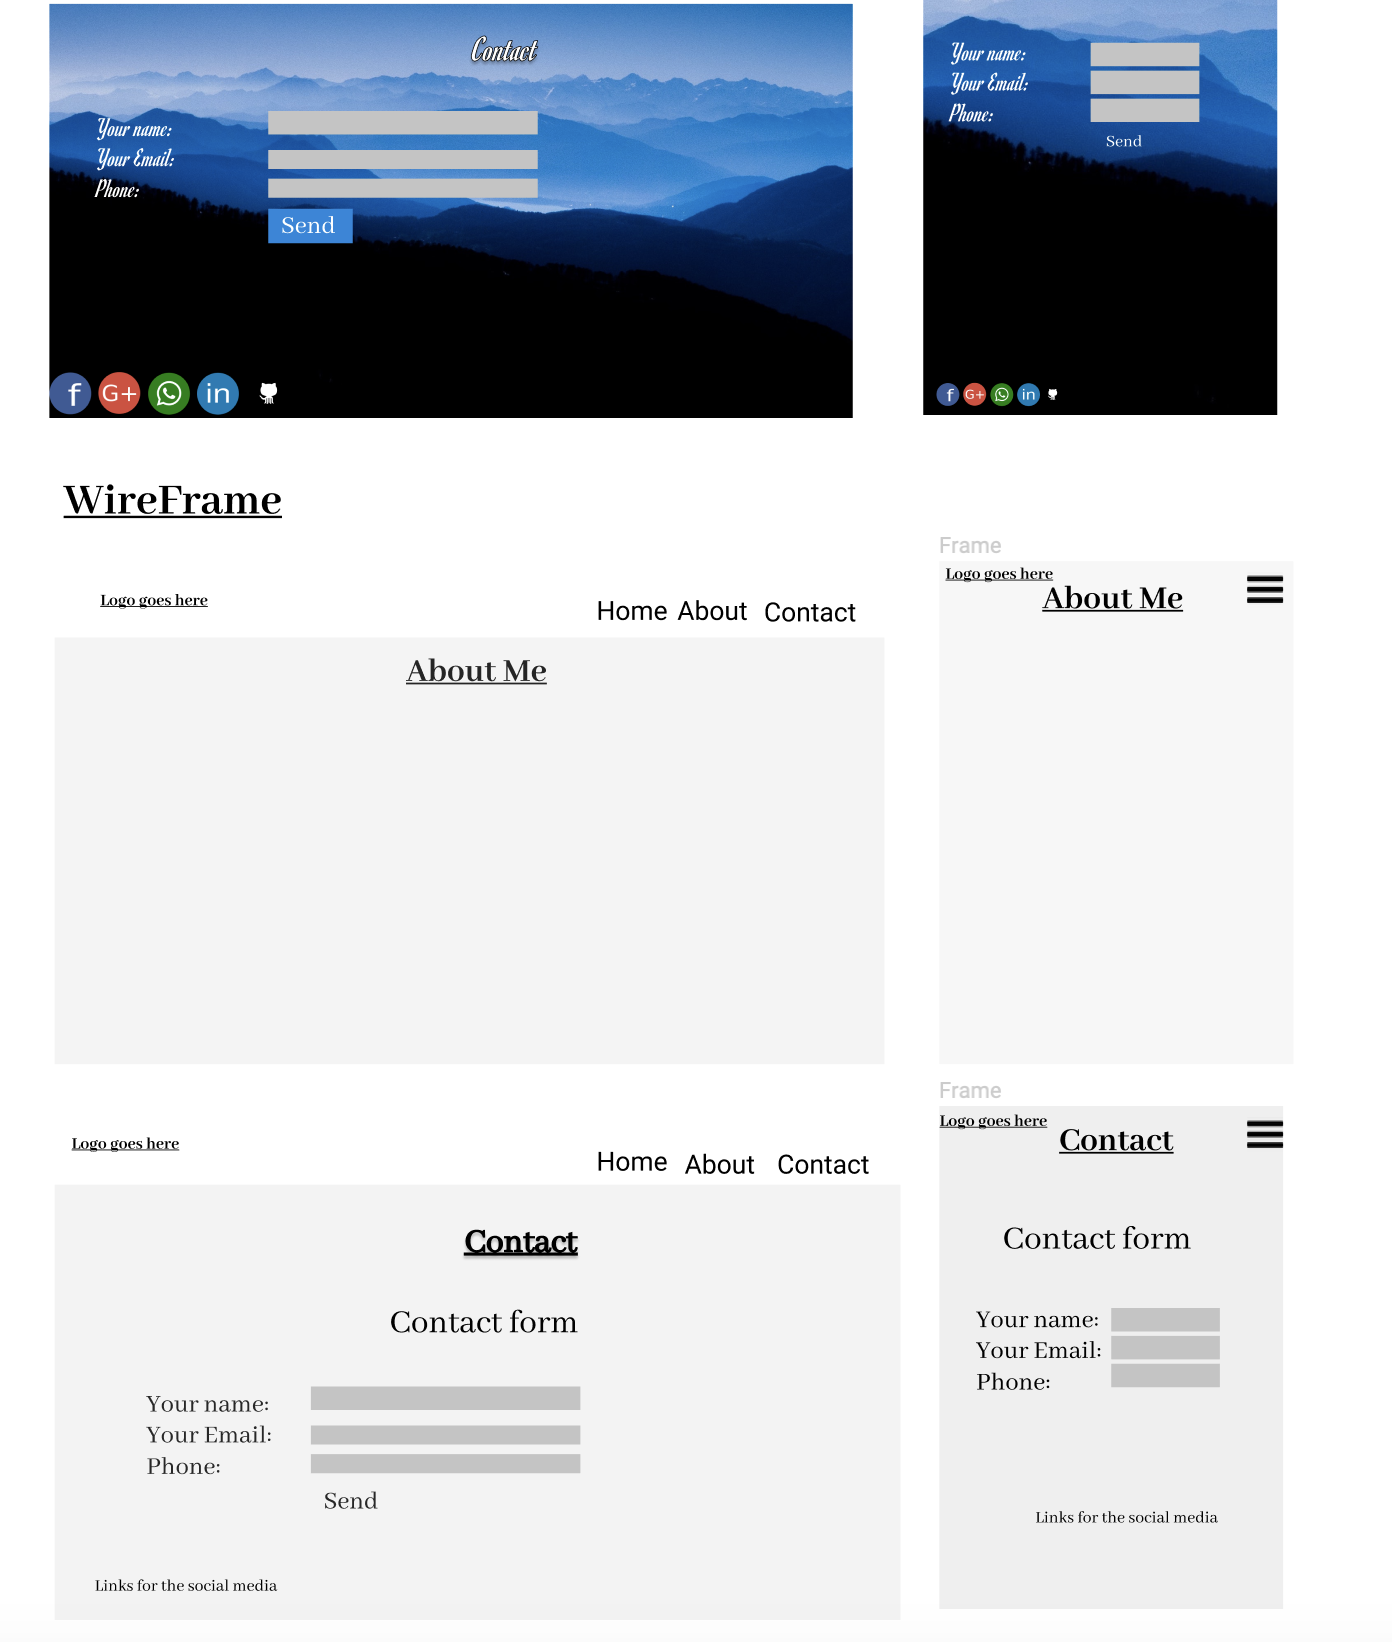 Contact
Your name:
Your Email:
Phone:
Send
f G+ in
Your name:
Your Email:
Phone:
Send
f G+ in
WireFrame
Logo goes here
Home About Contact
About Me
Frame
Logo goes here
About Me
Logo goes here
Home About Contact
Contact
Contact form
Your name:
Your Email:
Phone:
Send
Links for the social media
Frame
Logo goes here
Contact
Contact form
Your name:
Your Email:
Phone:
Links for the social media